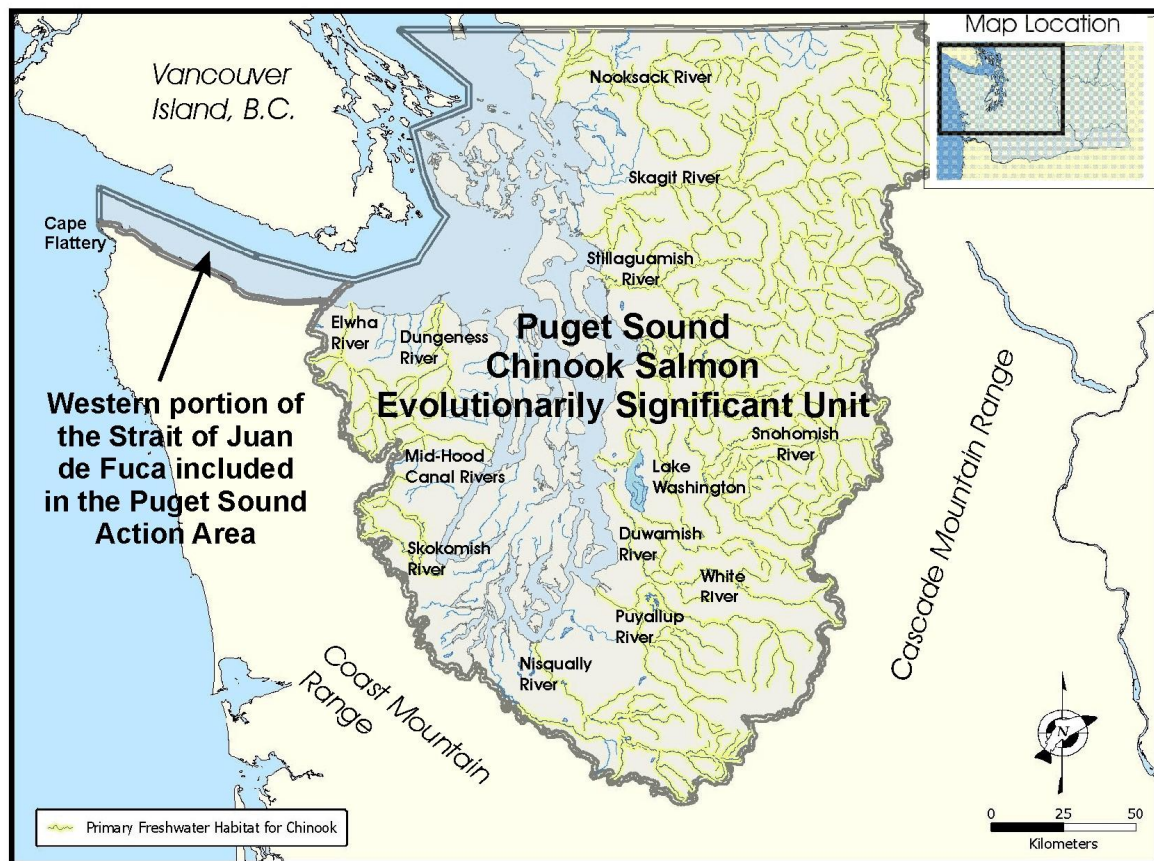 Map Location
Vancouver
Island, B.C.
Nooksack River
Skagit River
Cape
Flattery
Stillaguamish
River
Elwha
River
Dungeness
River
Puget Sound
Chinook Salmon
Evolutionarily Significant Unit
Western portion of
the Strait of Juan
de Fuca included
in the Puget Sound
Action Area
Mid-Hood
Canal Rivers
Snohomish
River
Lake
Washington
Skokomish
River
Duwamish
River
White
River
Puyallup
River
Nisqually
River
Coast Mountain
Range
Cascade Mountain Range
N
Primary Freshwater Habitat for Chinook
0 25 50
Kilometers